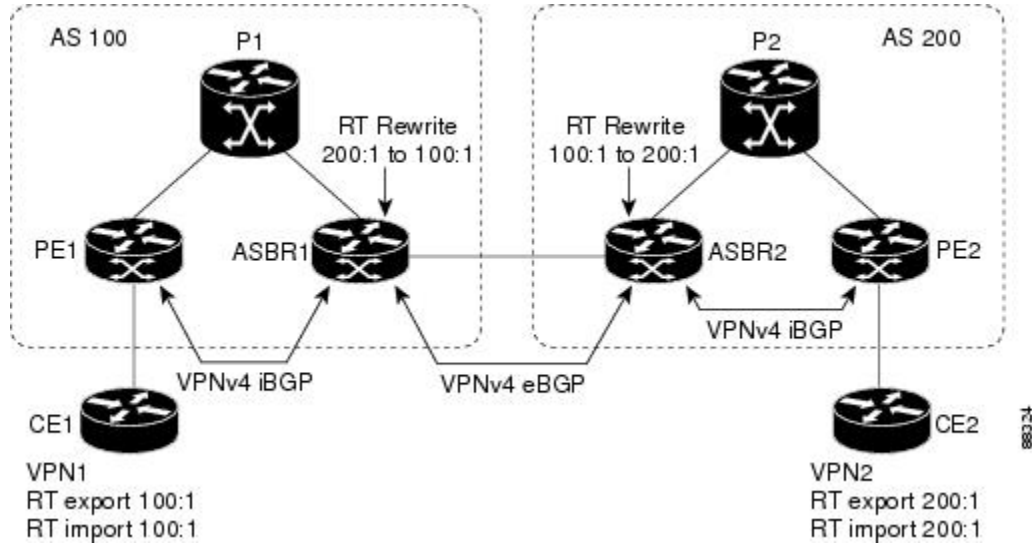 AS 100
P1
P2
AS 200
RT Rewrite
200:1 to 100:1
RT Rewrite
100:1 to 200:1
PE1
ASBR1
ASBR2
PE2
VPNv4 iBGP
VPNv4 iBGP
VPNv4 eBGP
CE1
CE2
VPN1
RT export 100:1
RT import 100:1
VPN2
RT export 200:1
RT import 200:1
88324